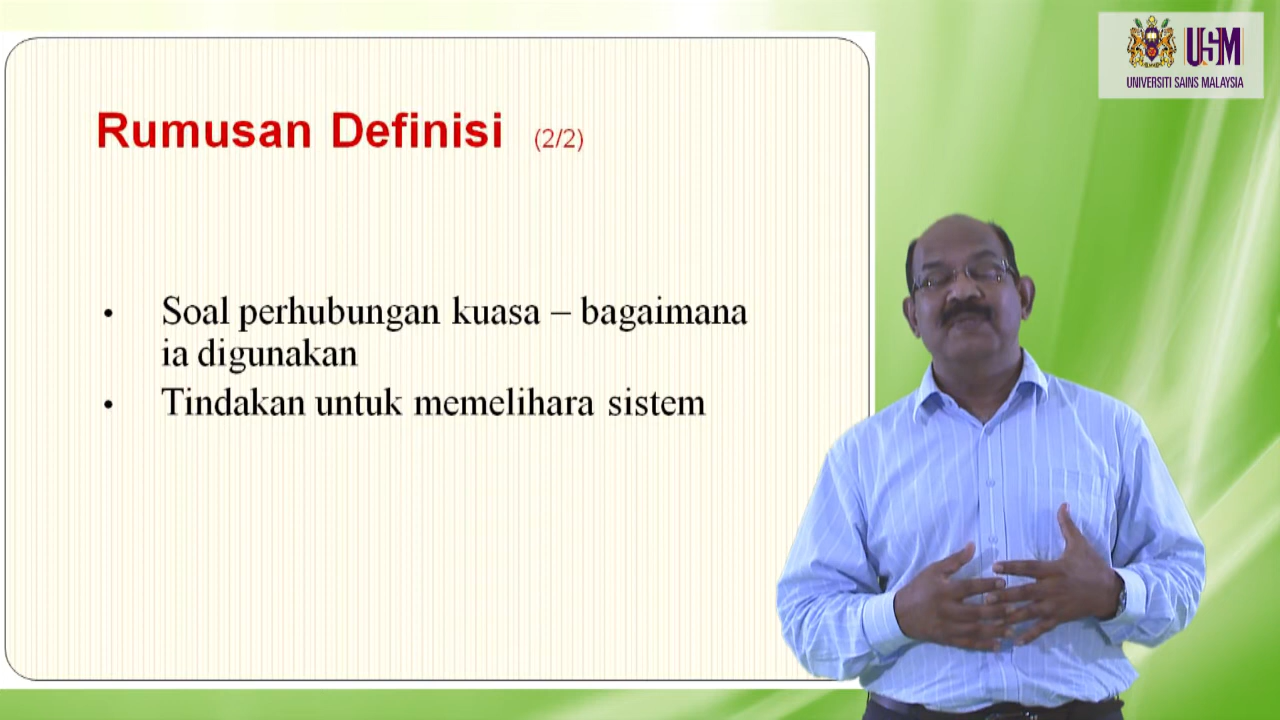 USM
UNIVERSITI SAINS MALAYSIA
Rumusan Definisi (2/2)
• Soal perhubungan kuasa – bagaimana
ia digunakan
• Tindakan untuk memelihara sistem